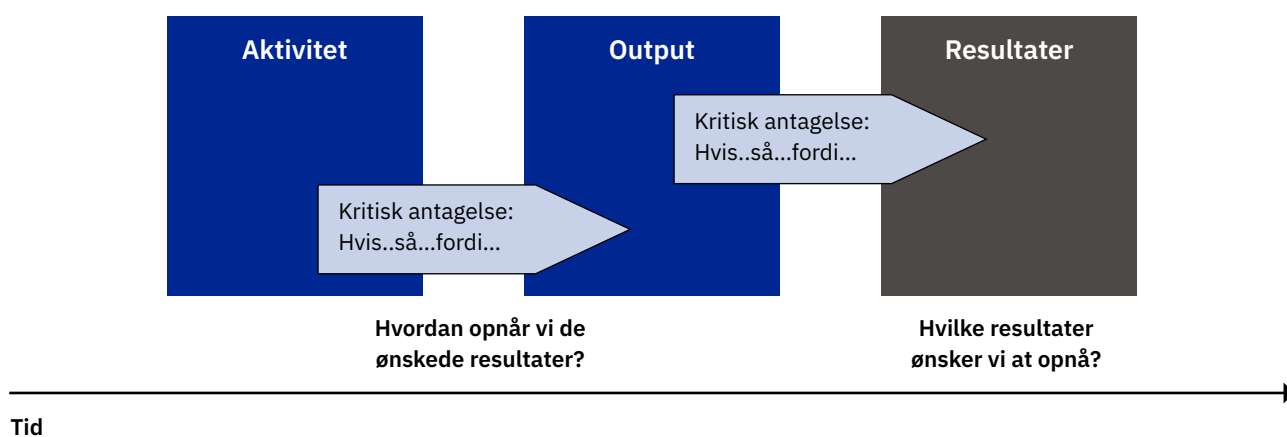 Aktivitet
Output
Resultater
Kritisk antagelse:
Hvis..så...fordi...
Kritisk antagelse:
Hvis..så...fordi...
Hvordan opnår vi de
ønskede resultater?
Hvilke resultater
ønsker vi at opnå?
Tid